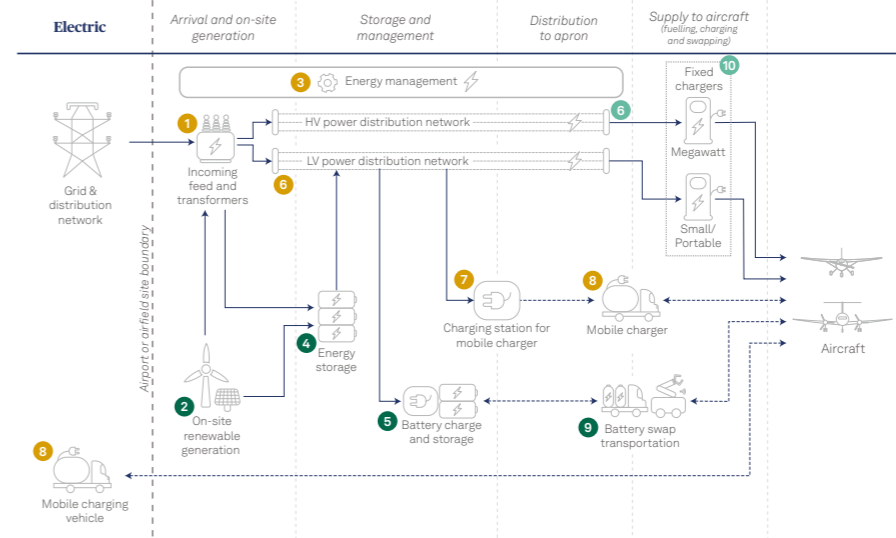 Electric
Arrival and on-site
generation
Storage and
management
Distribution
to apron
Supply to aircraft
(fuelling, charging
and swapping)
3
Energy management
10
Fixed
chargers
1
HV power distribution network
6
Megawatt
LV power distribution network
6
Incoming
feed and
transformers
Grid &
distribution
network
Small/
Portable
Airport or airfield site boundary
7
8
Charging station for
mobile charger
Mobile charger
4
Energy
storage
Aircraft
2
On-site
renewable
generation
5
Battery charge
and storage
9
Battery swap
transportation
8
Mobile charging
vehicle